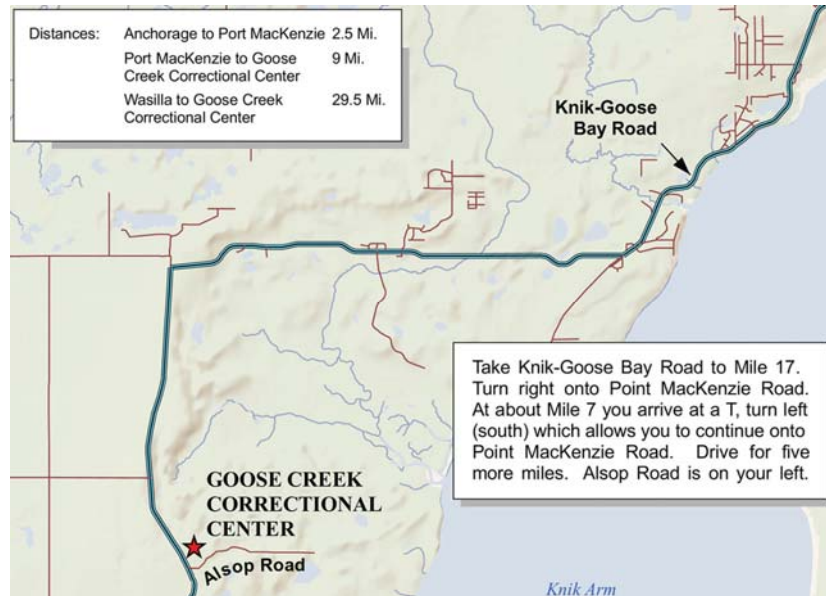 Distances: Anchorage to Port MacKenzie 2.5 Mi.
Port MacKenzie to Goose 9 Mi.
Creek Correctional Center
Wasilla to Goose Creek 29.5 Mi.
Correctional Center
Knik-Goose
Bay Road
Take Knik-Goose Bay Road to Mile 17.
Turn right onto Point MacKenzie Road.
At about Mile 7 you arrive at a T, turn left
(south) which allows you to continue onto
Point MacKenzie Road. Drive for five
more miles. Alsop Road is on your left.
GOOSE CREEK
CORRECTIONAL
CENTER
Alsop Road
Knik Arm